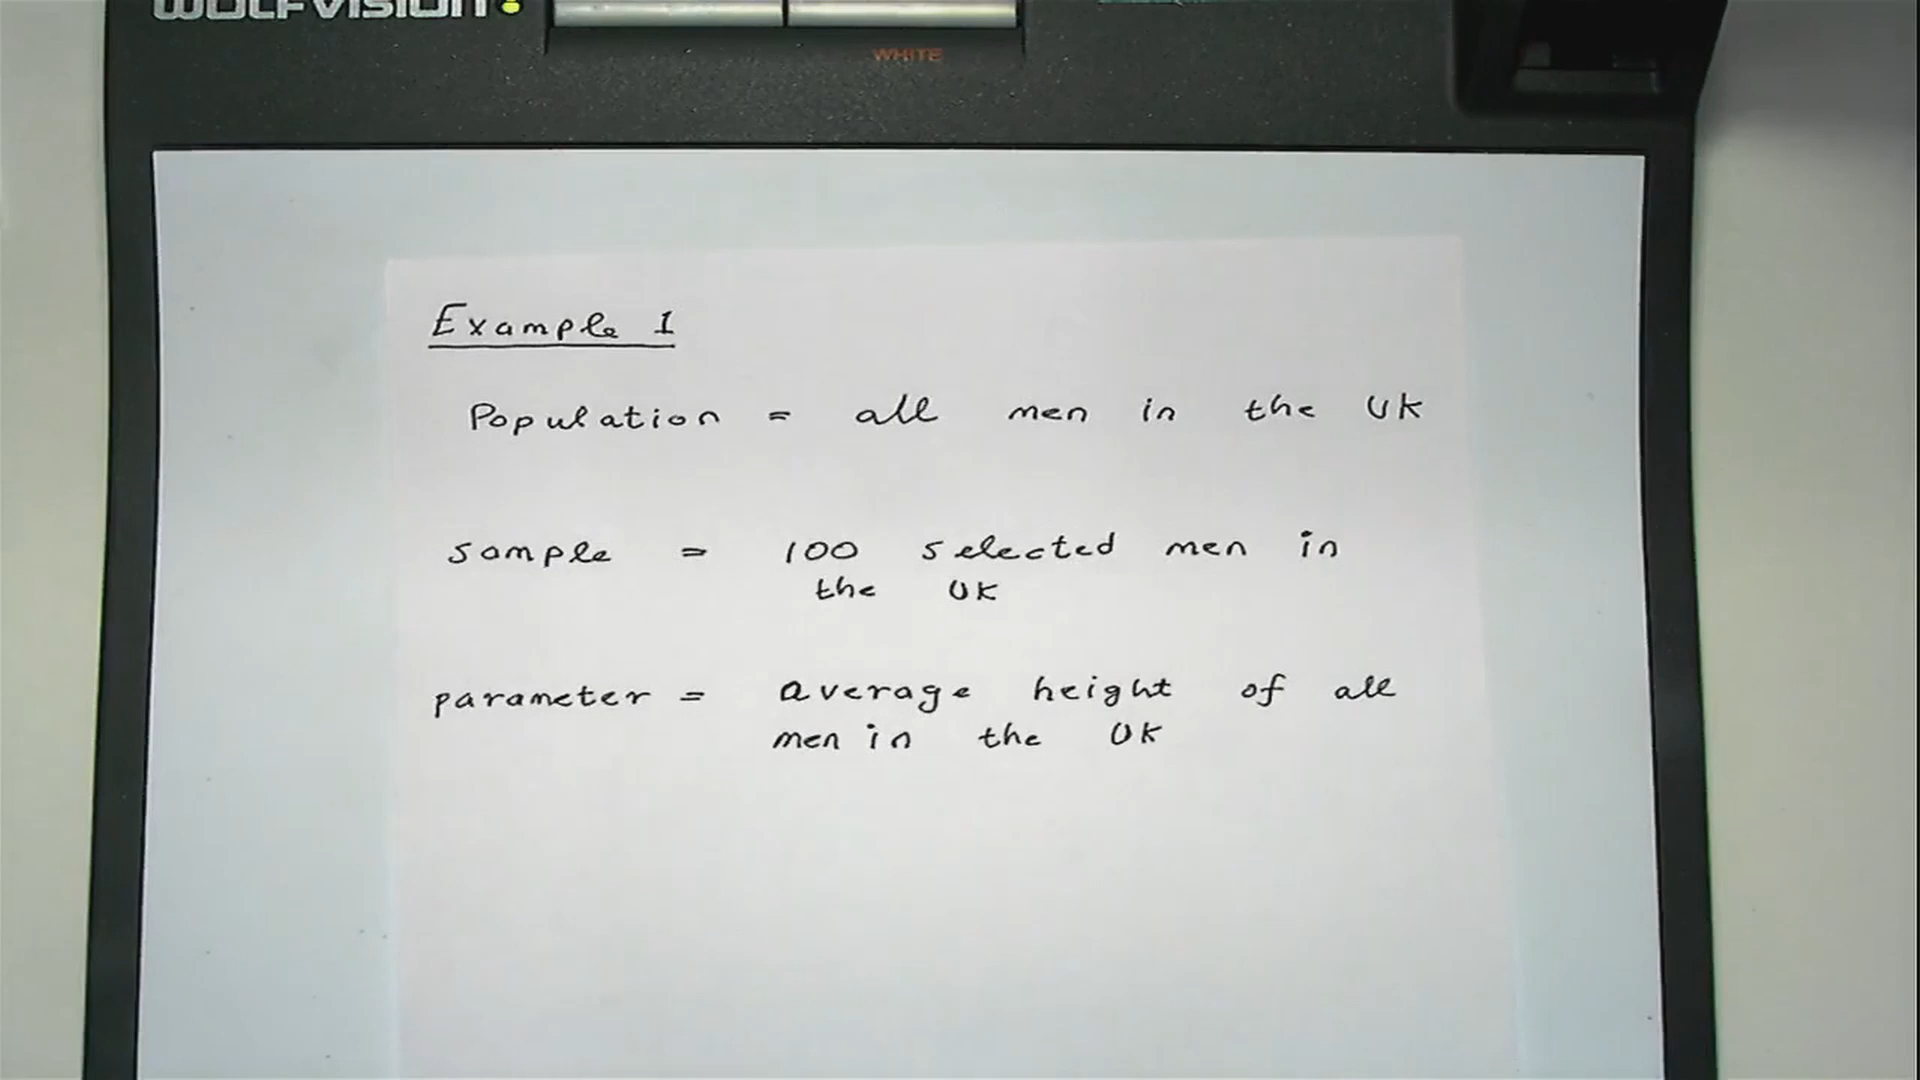 WOLFVISION
WHITE
Example 1
Population = all men in the UK
sample = 100 selected men in
the UK
parameter = average height of all
men in the UK